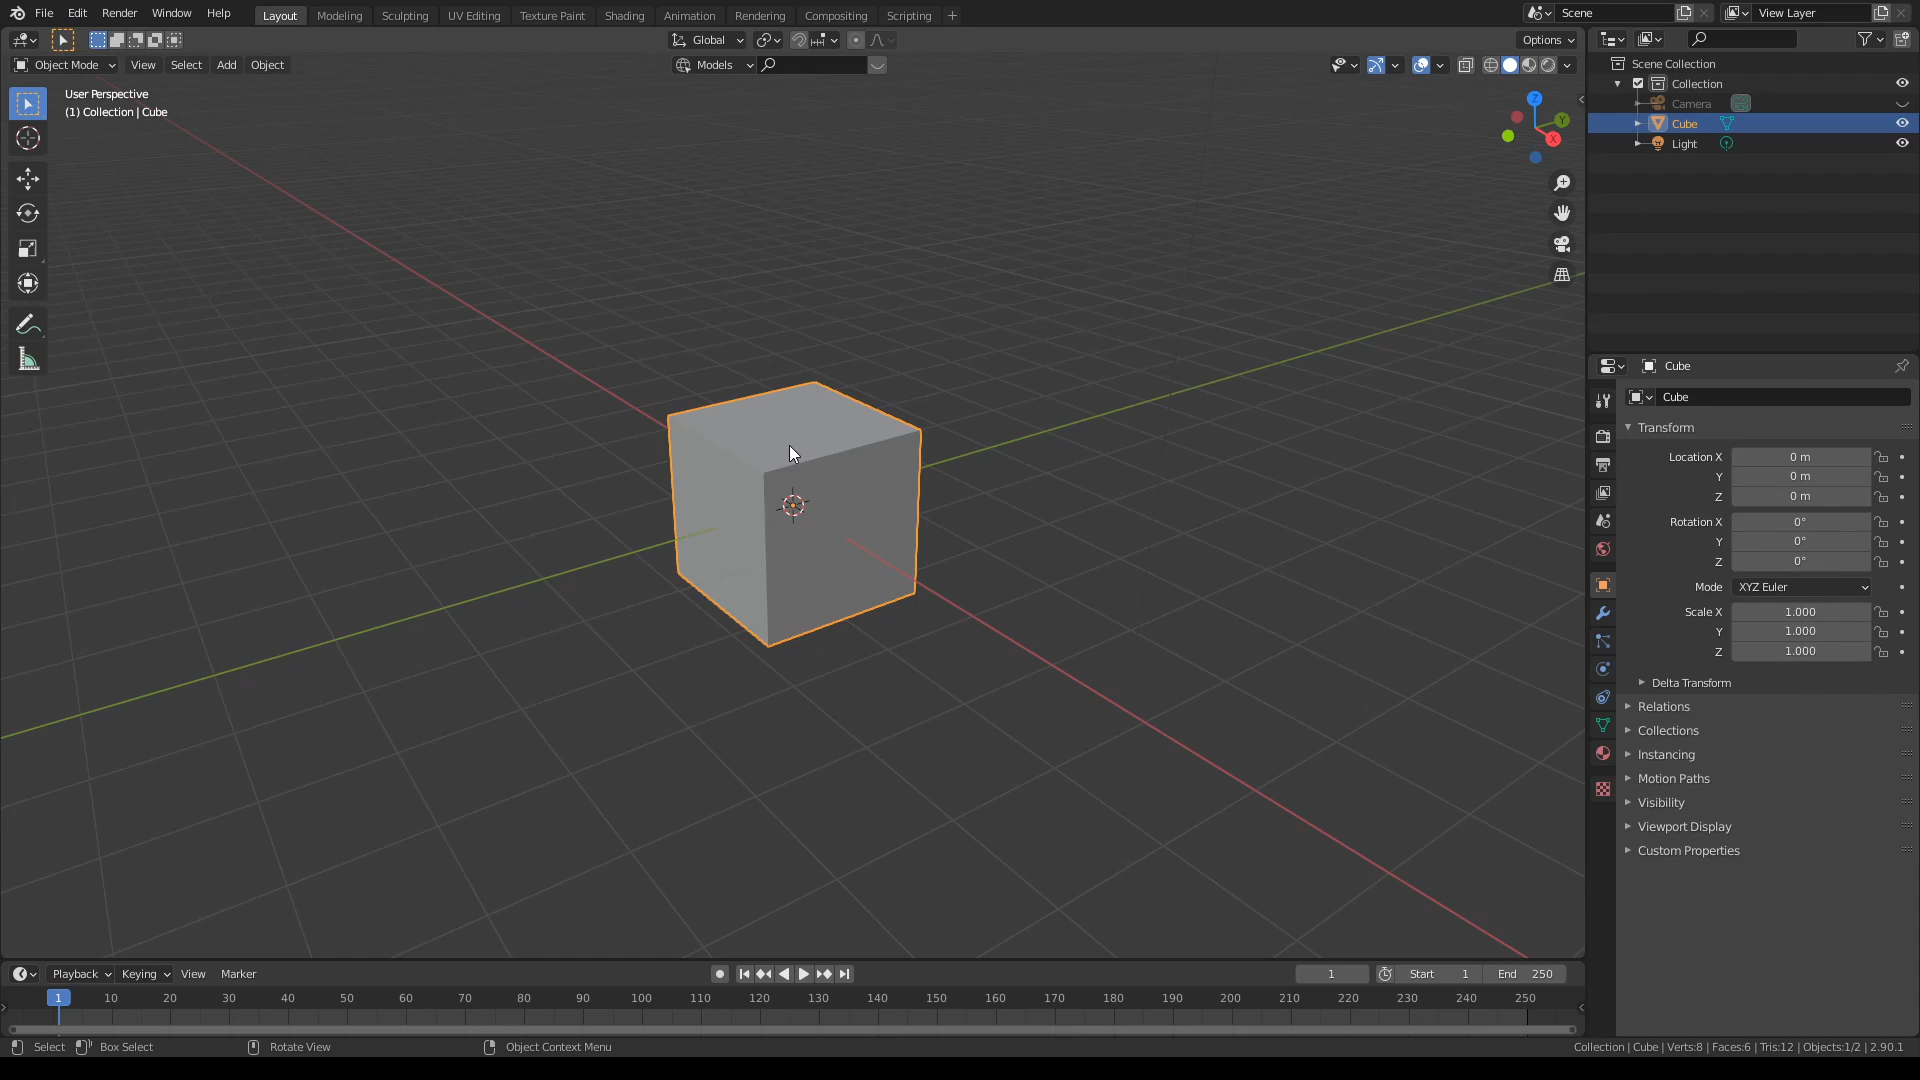 File Edit Render Window Help Layout Modeling Sculpting UV Editing Texture Paint Shading Animation Rendering Compositing Scripting + Scene View Layer
Global Options
Object Mode View Select Add Object Models
User Perspective
(1) Collection | Cube
Z
Y
X
Scene Collection
Collection
Camera
Cube
Light
Cube
Cube
Transform
Location X 0 m
Y 0 m
Z 0 m
Rotation X 0°
Y 0°
Z 0°
Mode XYZ Euler
Scale X 1.000
Y 1.000
Z 1.000
Delta Transform
Relations
Collections
Instancing
Motion Paths
Visibility
Viewport Display
Custom Properties
Playback Keying View Marker 1 Start 1 End 250
1 10 20 30 40 50 60 70 80 90 100 110 120 130 140 150 160 170 180 190 200 210 220 230 240 250
Select Box Select Rotate View Object Context Menu Collection | Cube | Verts:8 | Faces:6 | Tris:12 | Objects:1/2 | 2.90.1